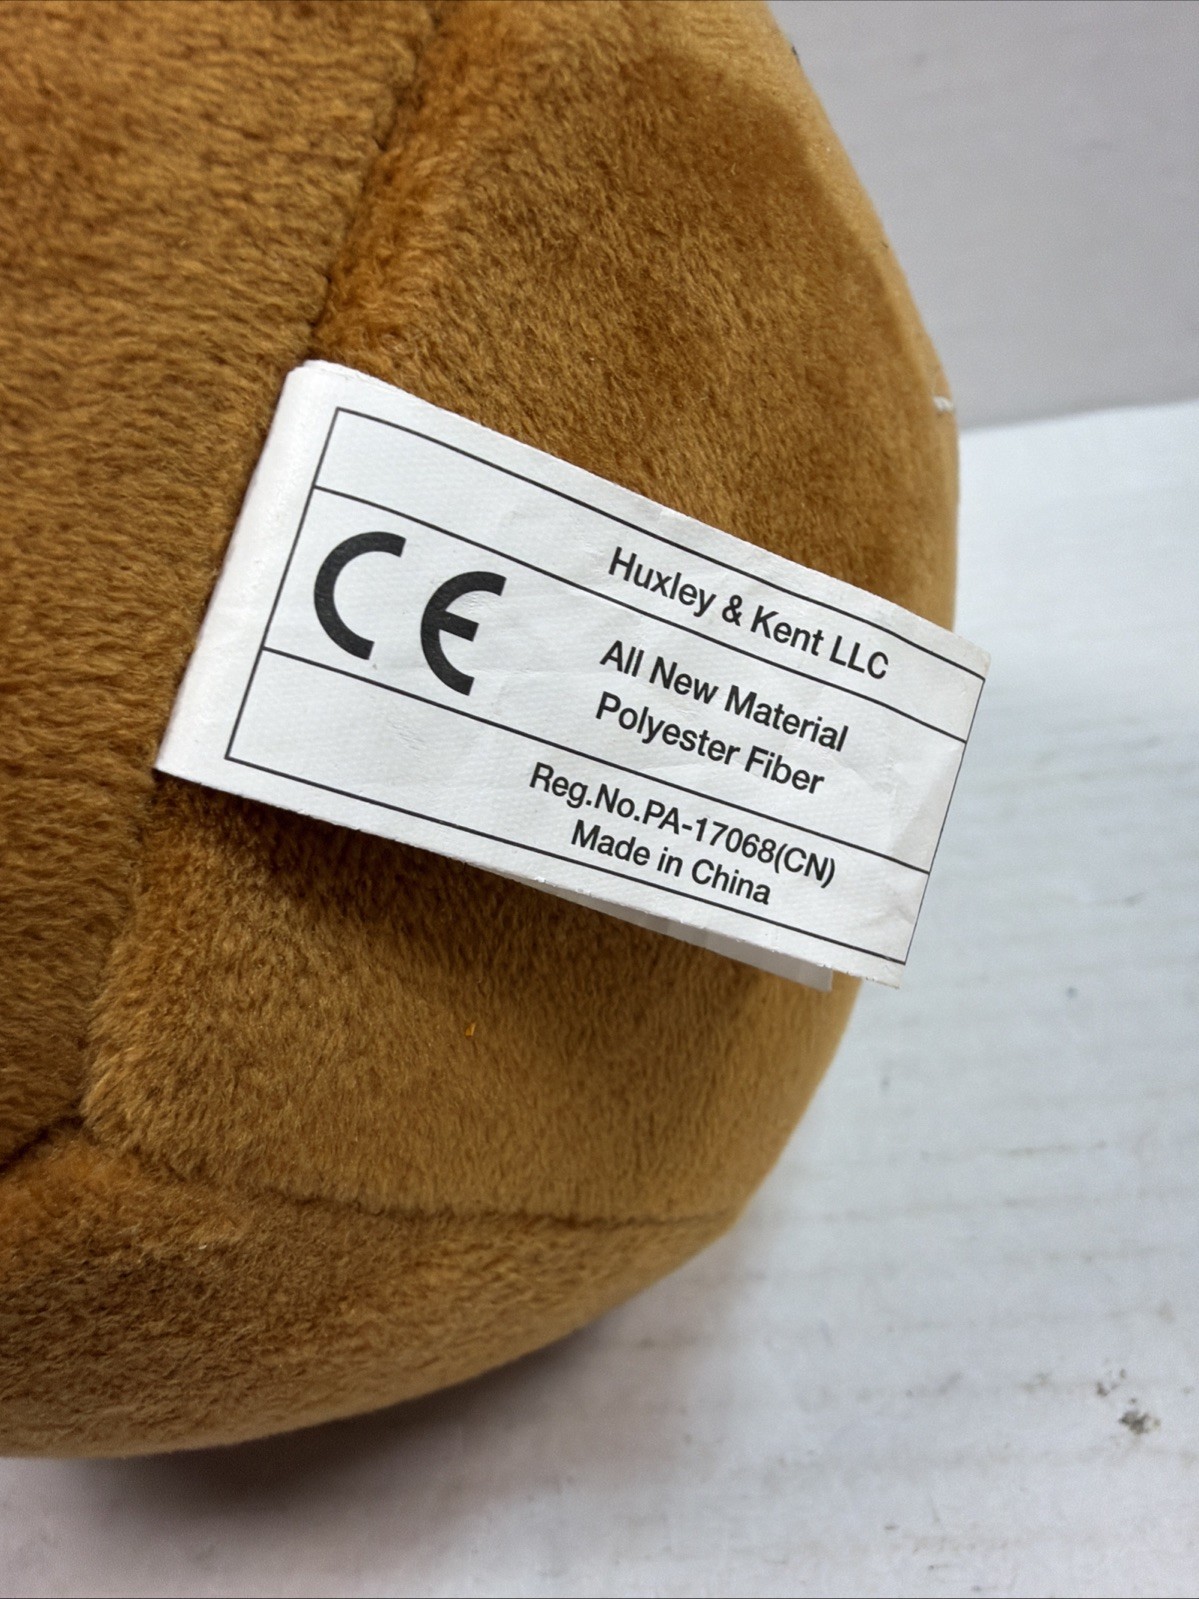 Huxley & Kent LLC
CE
All New Material
Polyester Fiber
Reg.No.PA-17068(CN)
Made in China